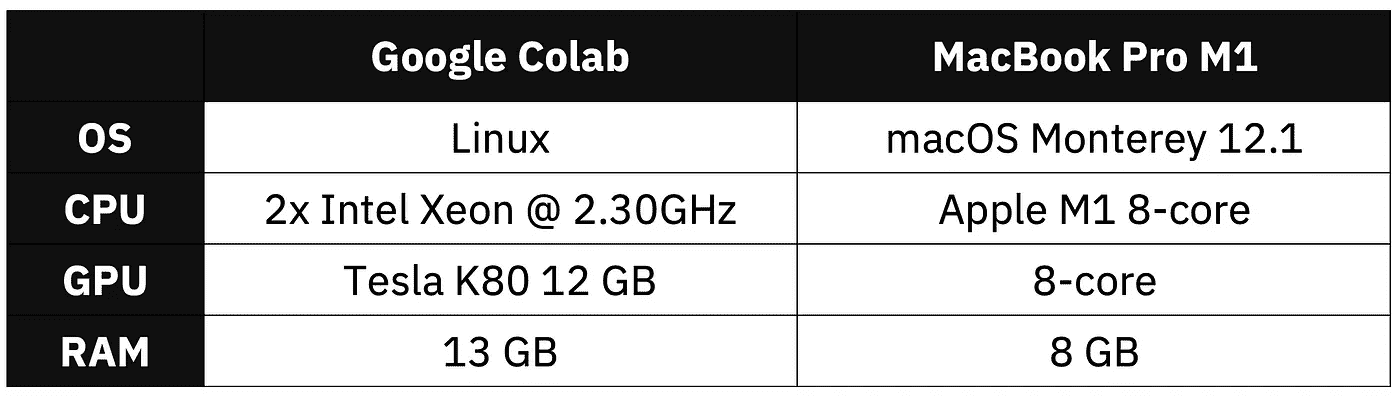 Google Colab MacBook Pro M1
OS Linux macOS Monterey 12.1
CPU 2x Intel Xeon @ 2.30GHz Apple M1 8-core
GPU Tesla K80 12 GB 8-core
RAM 13 GB 8 GB